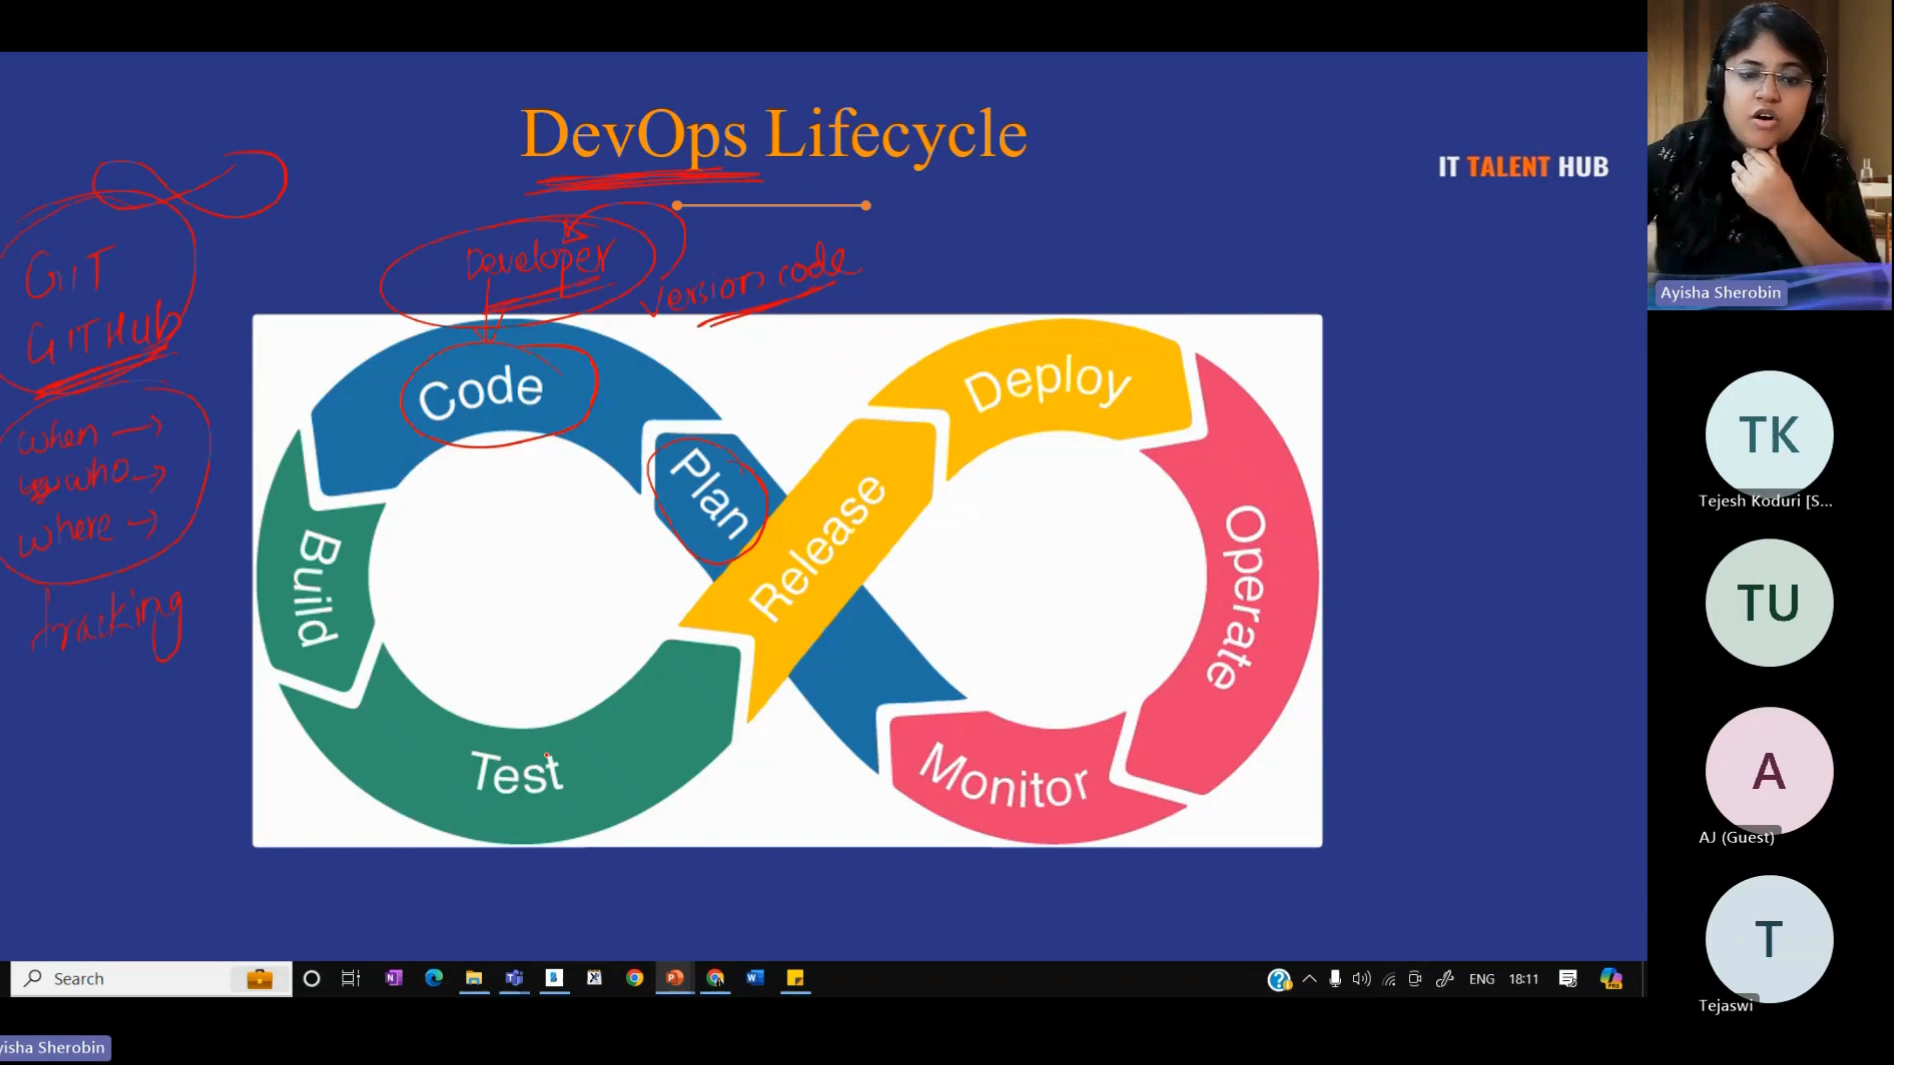 DevOps Lifecycle
IT TALENT HUB
Developer
Version code
GIT
GITHub
when →
who →
where →
tracking
Code
Plan
Build
Test
Release
Deploy
Operate
Monitor
Ayisha Sherobin
TK
Tejesh Koduri [S...
TU
A
AJ (Guest)
T
Tejaswi
Search
ENG
18:11
yisha Sherobin